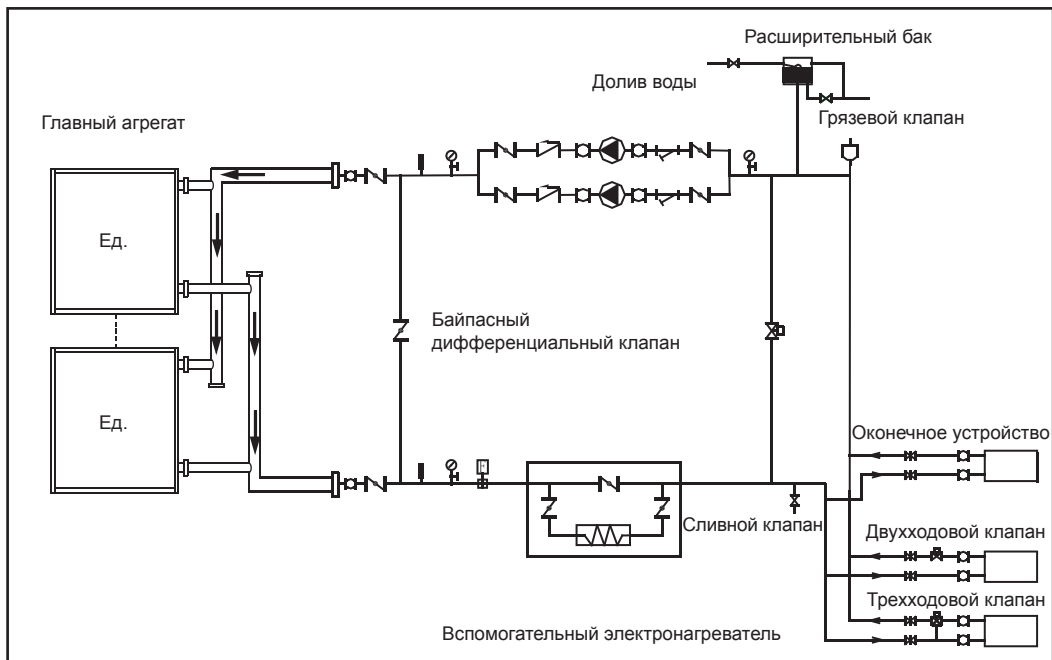 Расширительный бак
Долив воды
Грязевой клапан
Главный агрегат
Ед.
Байпасный
дифференциальный клапан
Ед.
Оконечное устройство
Сливной клапан
Двухходовой клапан
Трехходовой клапан
Вспомогательный электронагреватель